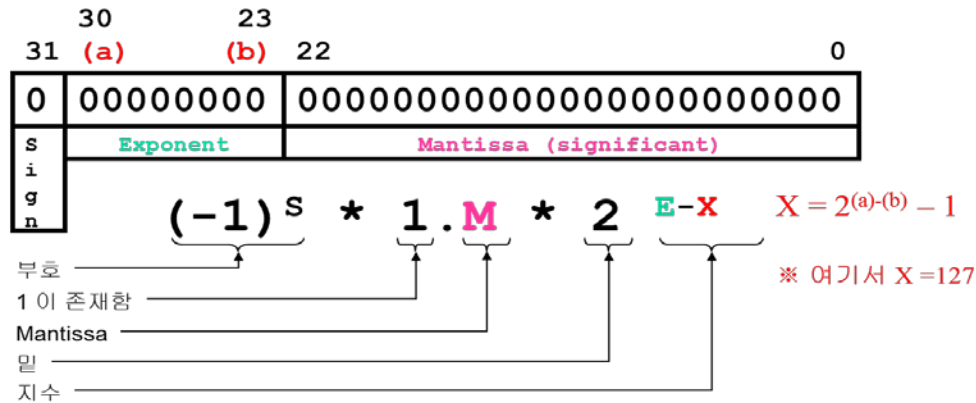 30 23
31 (a) (b) 22 0
0 00000000 00000000000000000000000
Sign Exponent Mantissa (significant)
(-1)S * 1.M * 2 E-X X = 2(a)-(b) – 1
부호
※ 여기서 X =127
1 이 존재함
Mantissa
밑
지수